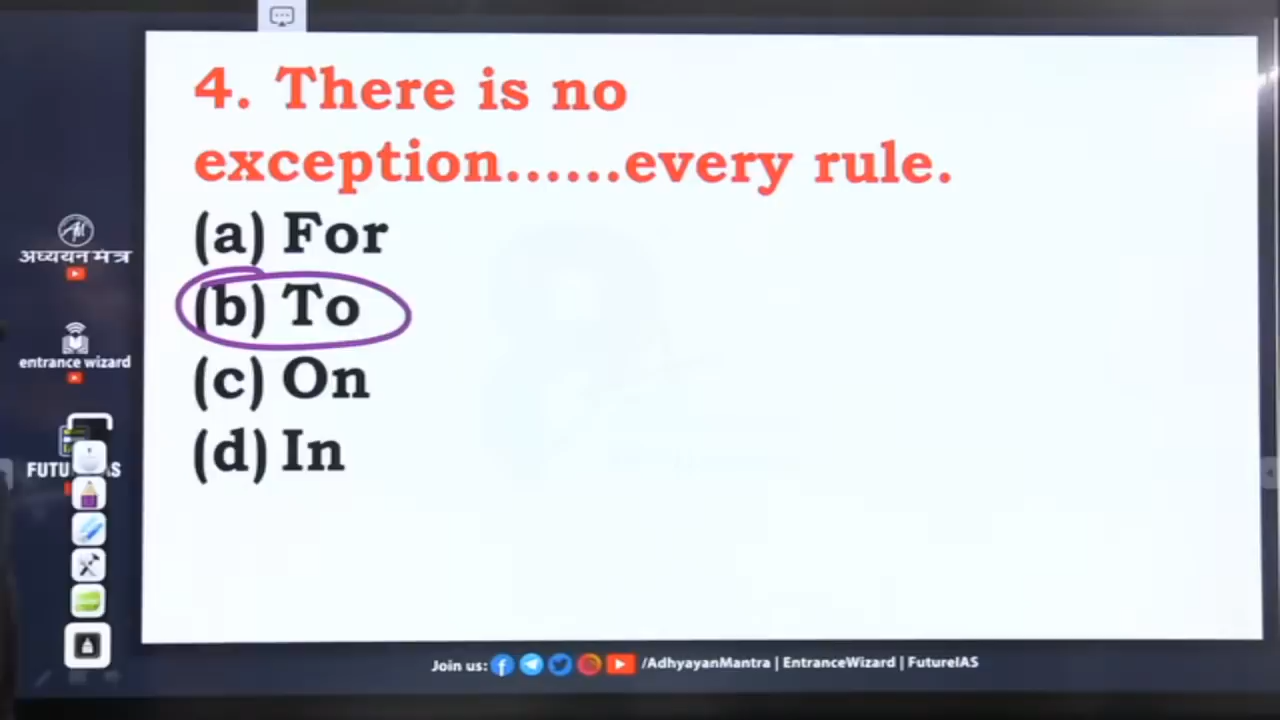 4. There is no
exception......every rule.
(a) For
(b) To
(c) On
(d) In
अध्ययन मंत्र
entrance wizard
Join us: /AdhyayanMantra | EntranceWizard | FutureIAS